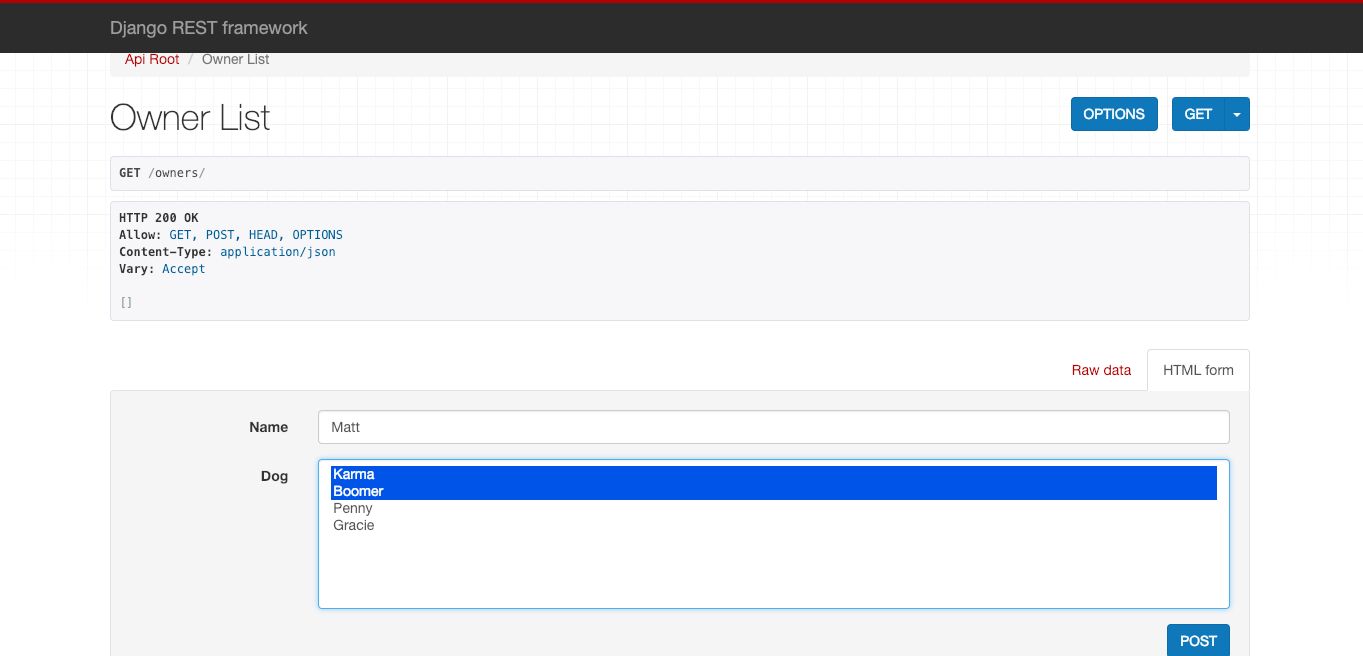 Django REST framework
Api Root / Owner List
Owner List
OPTIONS
GET
GET /owners/
HTTP 200 OK
Allow: GET, POST, HEAD, OPTIONS
Content-Type: application/json
Vary: Accept
[]
Raw data
HTML form
Name
Matt
Dog
Karma
Boomer
Penny
Gracie
POST